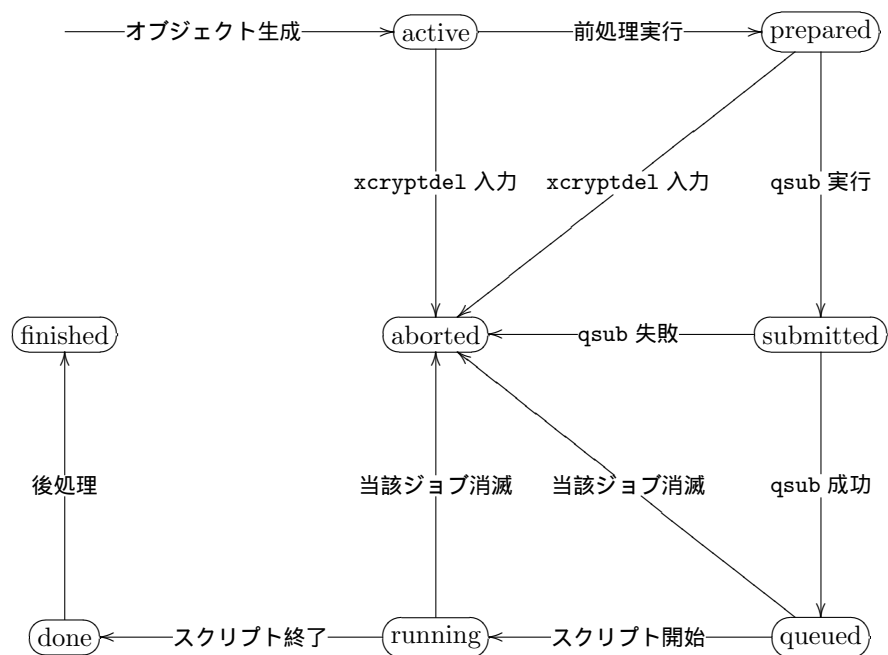 オブジェクト生成 active 前処理実行 prepared
xcryptdel 入力 xcryptdel 入力 qsub 実行
finished aborted qsub 失敗 submitted
後処理 当該ジョブ消滅 当該ジョブ消滅 qsub 成功
done スクリプト終了 running スクリプト開始 queued